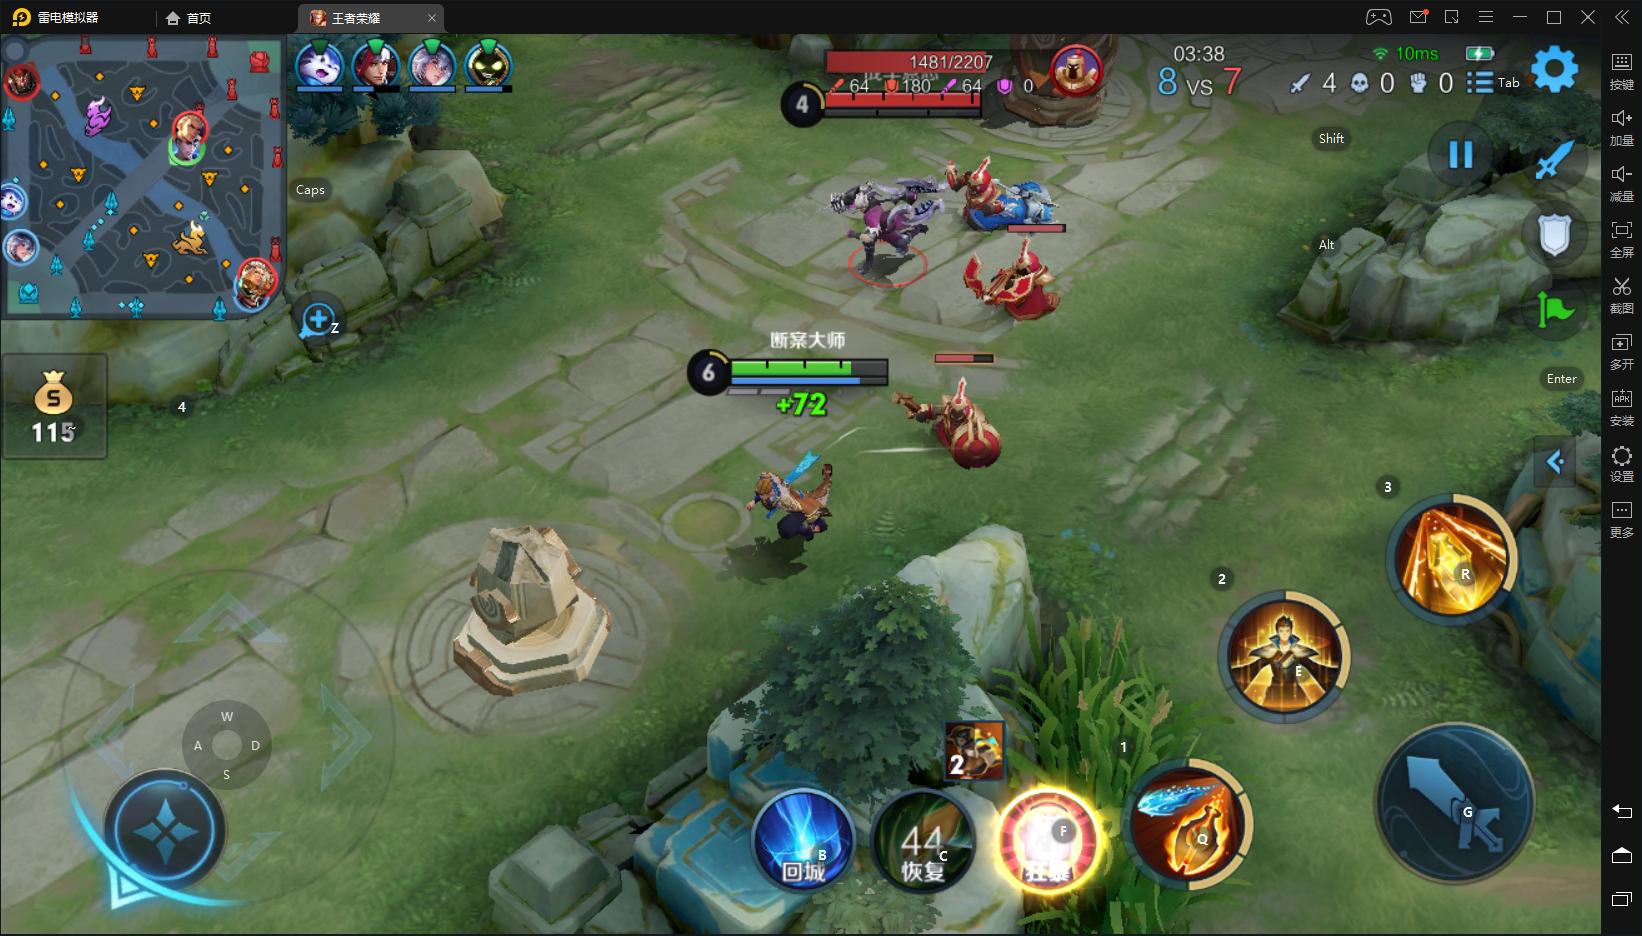 雷电模拟器
首页
王者荣耀
1481/2207
64
180
64
0
4
03:38
8 VS 7
10ms
4
0
0
Tab
按键
加量
减量
全屏
截图
多开
安装
设置
更多
Caps
Shift
Alt
Enter
Z
115
4
断案大师
6
+72
3
R
2
E
1
Q
G
W
A
D
S
2
B
回城
44
C
恢复
F
狂暴